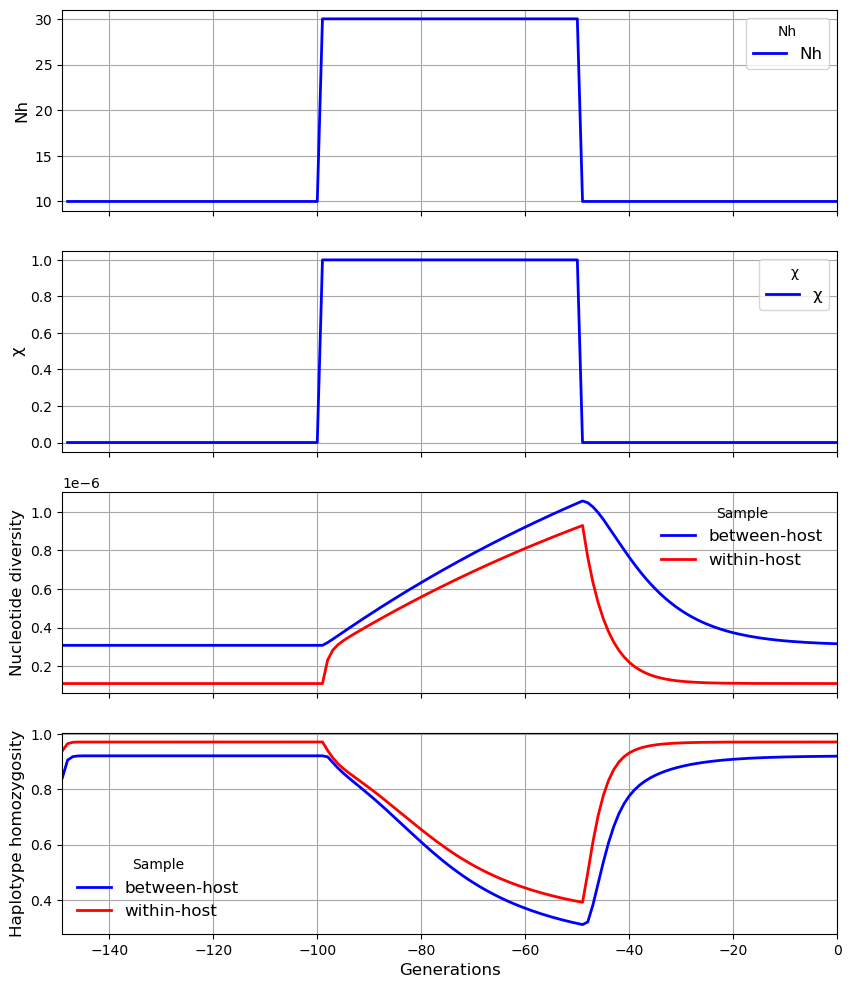 30
25
20
15
10
Nh
Nh
Nh
1.0
0.8
0.6
0.4
0.2
0.0
χ
χ
χ
1e−6
1.0
0.8
0.6
0.4
0.2
Nucleotide diversity
Sample
between-host
within-host
1.0
0.8
0.6
0.4
Haplotype homozygosity
Sample
between-host
within-host
−140 −120 −100 −80 −60 −40 −20 0
Generations